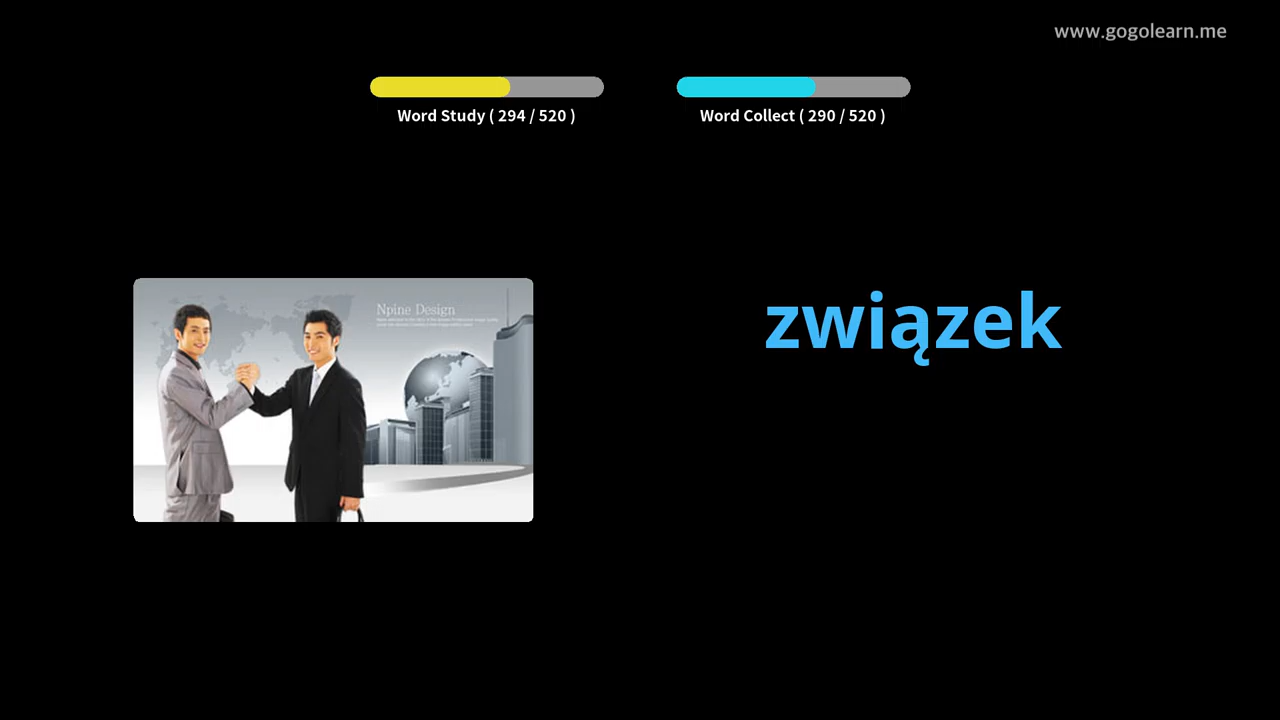 www.gogolearn.me
Word Study ( 294 / 520 )
Word Collect ( 290 / 520 )
Npine Design
związek